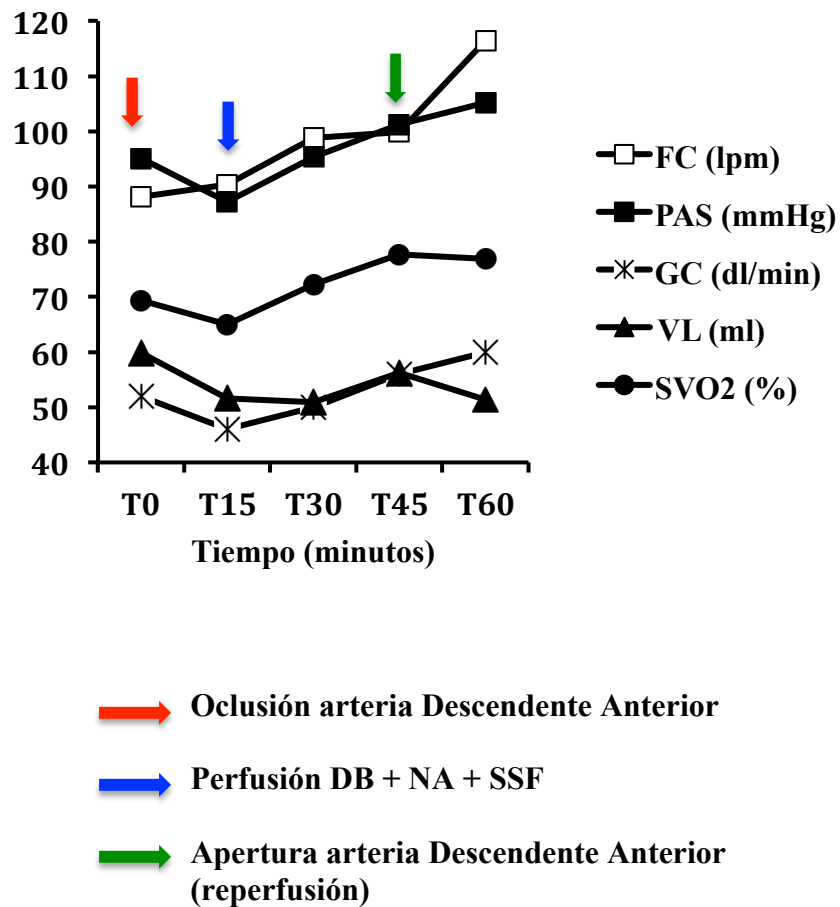 120
110
100
90
80
70
60
50
40
T0 T15 T30 T45 T60
Tiempo (minutos)
FC (lpm)
PAS (mmHg)
GC (dl/min)
VL (ml)
SVO2 (%)
Oclusión arteria Descendente Anterior
Perfusión DB + NA + SSF
Apertura arteria Descendente Anterior
(reperfusión)